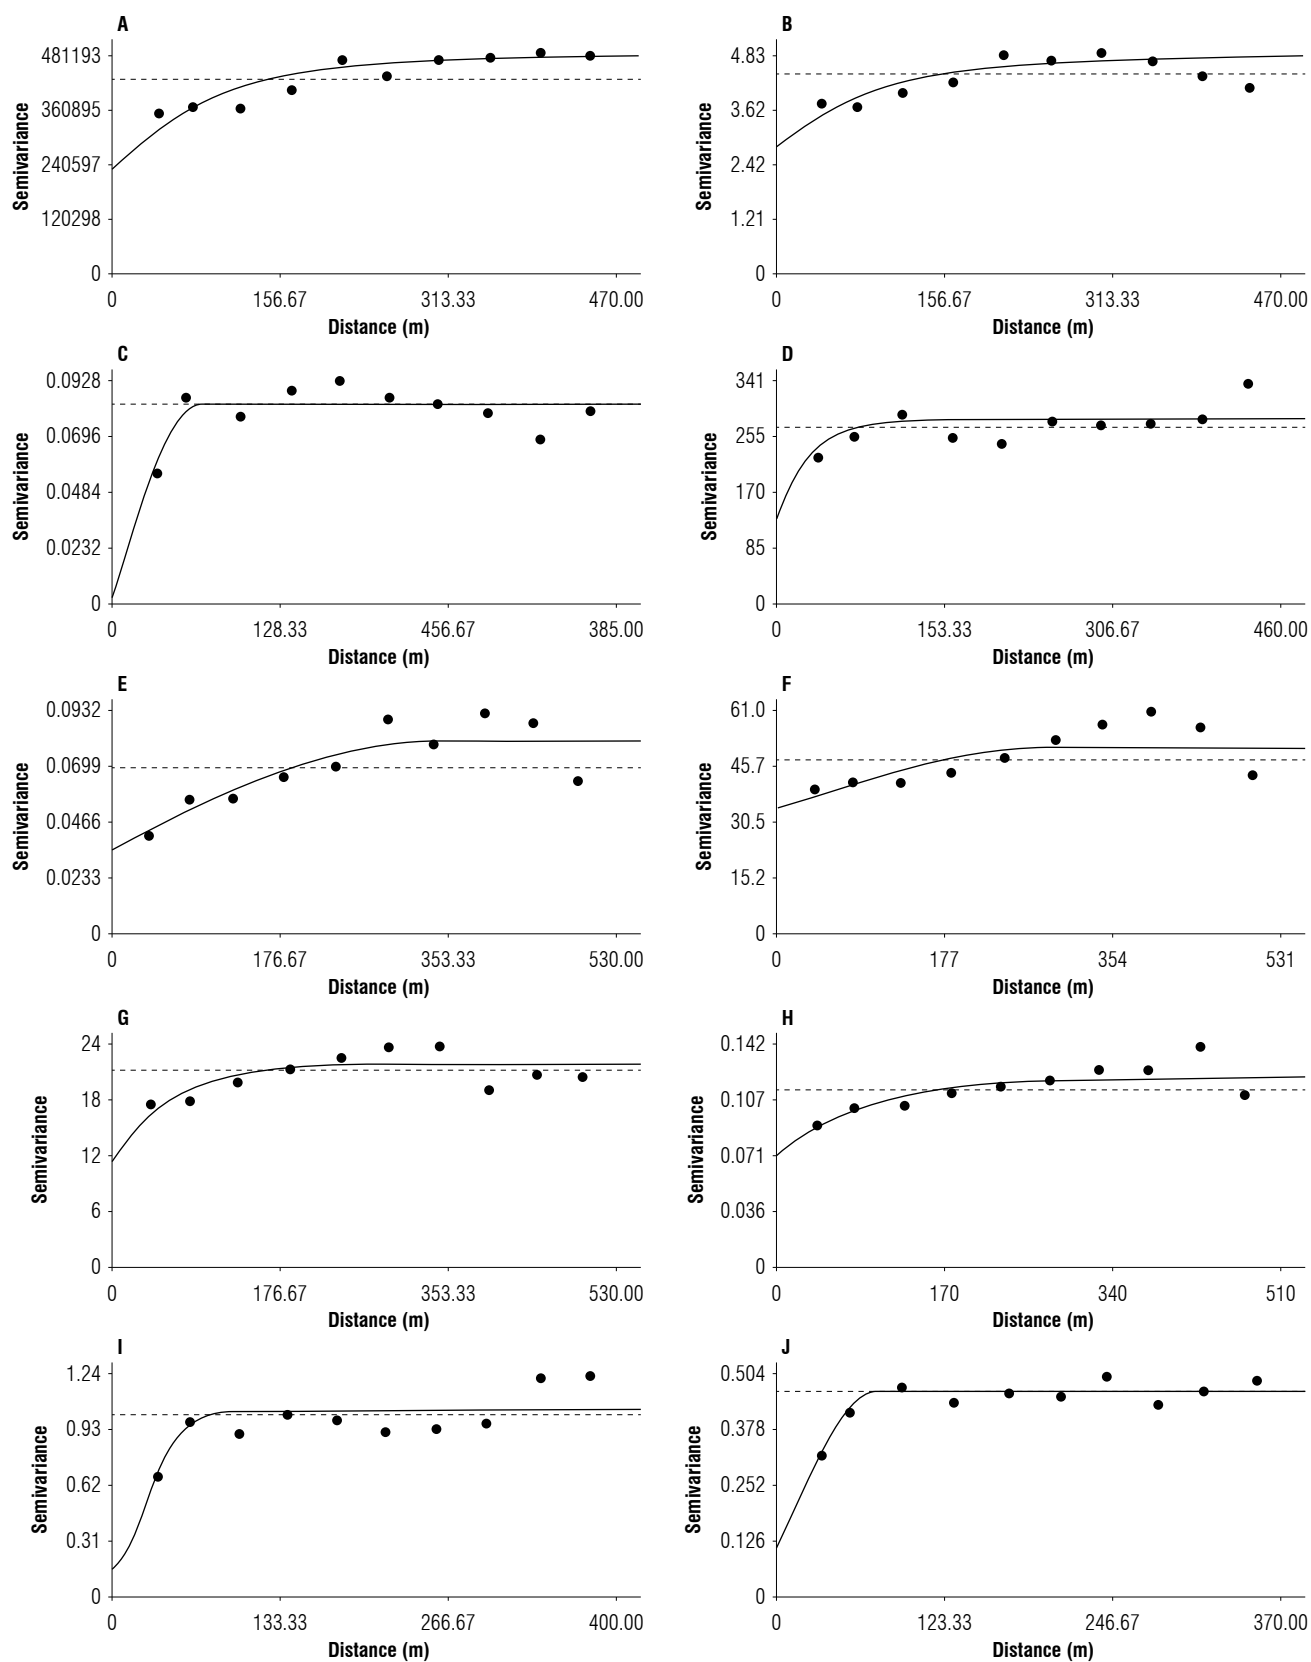 A
Semivariance
481193
360895
240597
120298
0
0 156.67 313.33 470.00
Distance (m)
B
Semivariance
4.83
3.62
2.42
1.21
0
0 156.67 313.33 470.00
Distance (m)
C
Semivariance
0.0928
0.0696
0.0484
0.0232
0
0 128.33 456.67 385.00
Distance (m)
D
Semivariance
341
255
170
85
0
0 153.33 306.67 460.00
Distance (m)
E
Semivariance
0.0932
0.0699
0.0466
0.0233
0
0 176.67 353.33 530.00
Distance (m)
F
Semivariance
61.0
45.7
30.5
15.2
0
0 177 354 531
Distance (m)
G
Semivariance
24
18
12
6
0
0 176.67 353.33 530.00
Distance (m)
H
Semivariance
0.142
0.107
0.071
0.036
0
0 170 340 510
Distance (m)
I
Semivariance
1.24
0.93
0.62
0.31
0
0 133.33 266.67 400.00
Distance (m)
J
Semivariance
0.504
0.378
0.252
0.126
0
0 123.33 246.67 370.00
Distance (m)